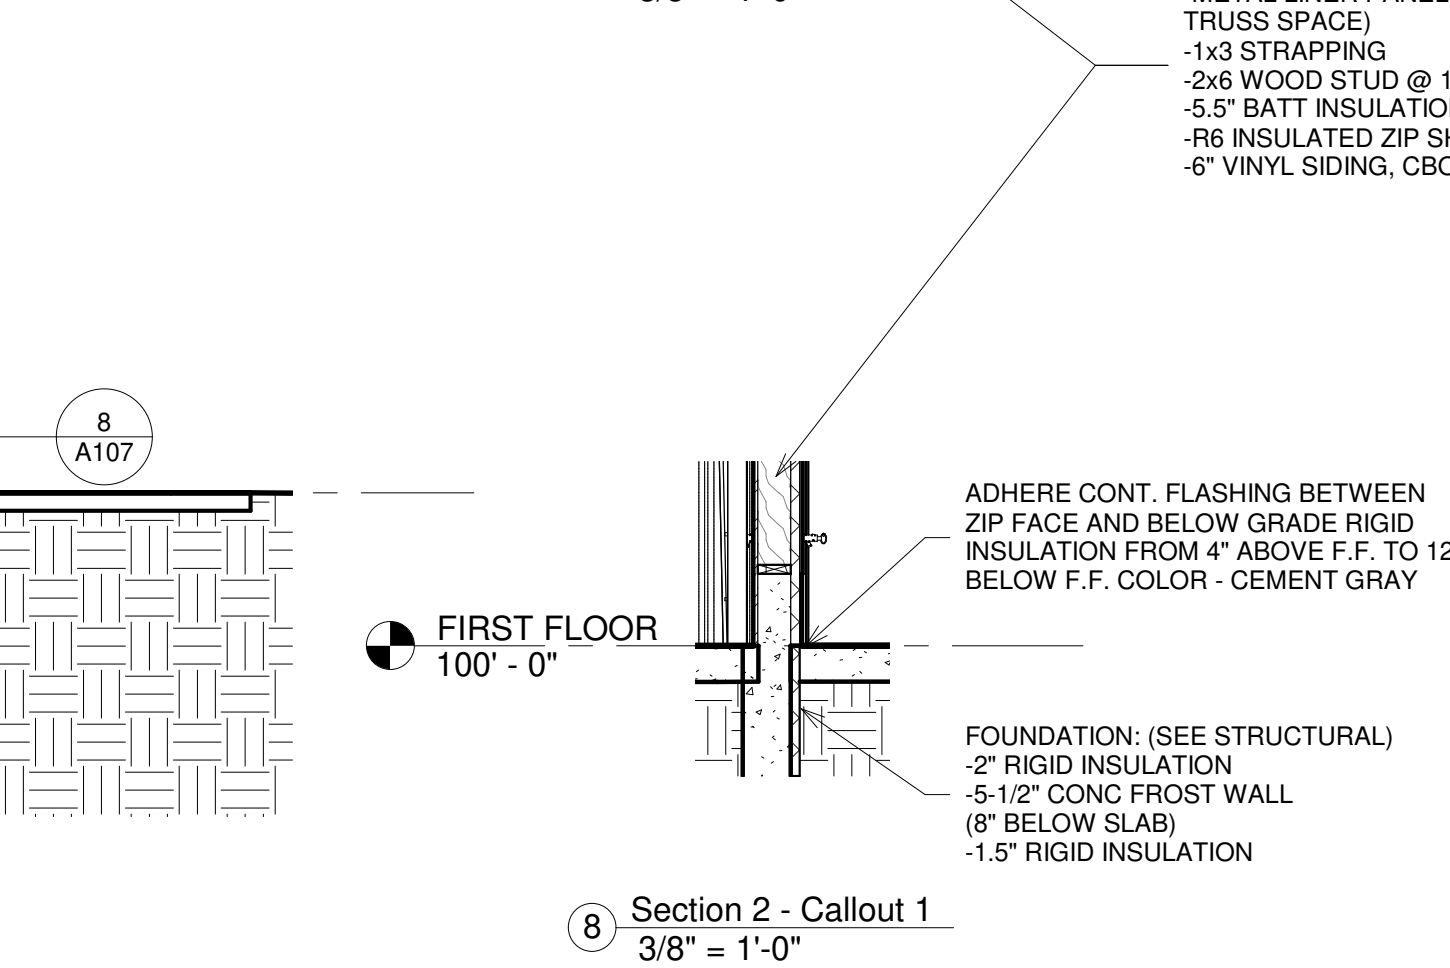 TRUSS SPACE)
-1x3 STRAPPING
-2x6 WOOD STUD @ 1
-5.5" BATT INSULATION
-R6 INSULATED ZIP
-6" VINYL SIDING,
8
A107
ADHERE CONT. FLASHING BETWEEN
ZIP FACE AND BELOW GRADE RIGID
INSULATION FROM 4" ABOVE F.F. TO 12
BELOW F.F. COLOR - CEMENT GRAY
FIRST FLOOR
100' - 0"
FOUNDATION: (SEE STRUCTURAL)
-2" RIGID INSULATION
-5-1/2" CONC FROST WALL
(8" BELOW SLAB)
-1.5" RIGID INSULATION
8
Section 2 - Callout 1
3/8" = 1'-0"